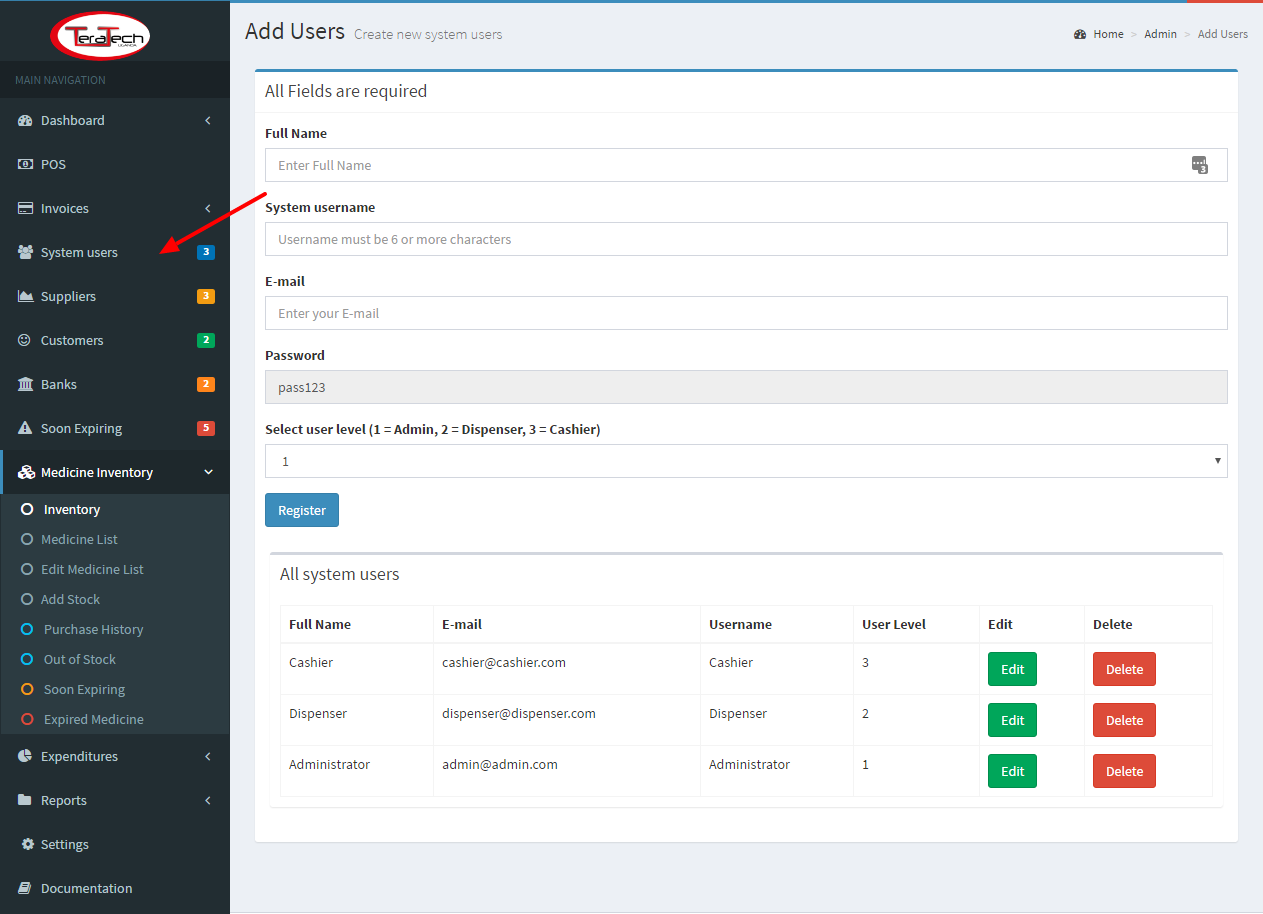 TeraTech
UGANDA
MAIN NAVIGATION
Dashboard
POS
Invoices
System users 3
Suppliers 3
Customers 2
Banks 2
Soon Expiring 5
Medicine Inventory
Inventory
Medicine List
Edit Medicine List
Add Stock
Purchase History
Out of Stock
Soon Expiring
Expired Medicine
Expenditures
Reports
Settings
Documentation
Add Users Create new system users
Home > Admin > Add Users
All Fields are required
Full Name
Enter Full Name 3
System username
Username must be 6 or more characters
E-mail
Enter your E-mail
Password
pass123
Select user level (1 = Admin, 2 = Dispenser, 3 = Cashier)
1
Register
All system users
Full Name E-mail Username User Level Edit Delete
Cashier cashier@cashier.com Cashier 3 Edit Delete
Dispenser dispenser@dispenser.com Dispenser 2 Edit Delete
Administrator admin@admin.com Administrator 1 Edit Delete